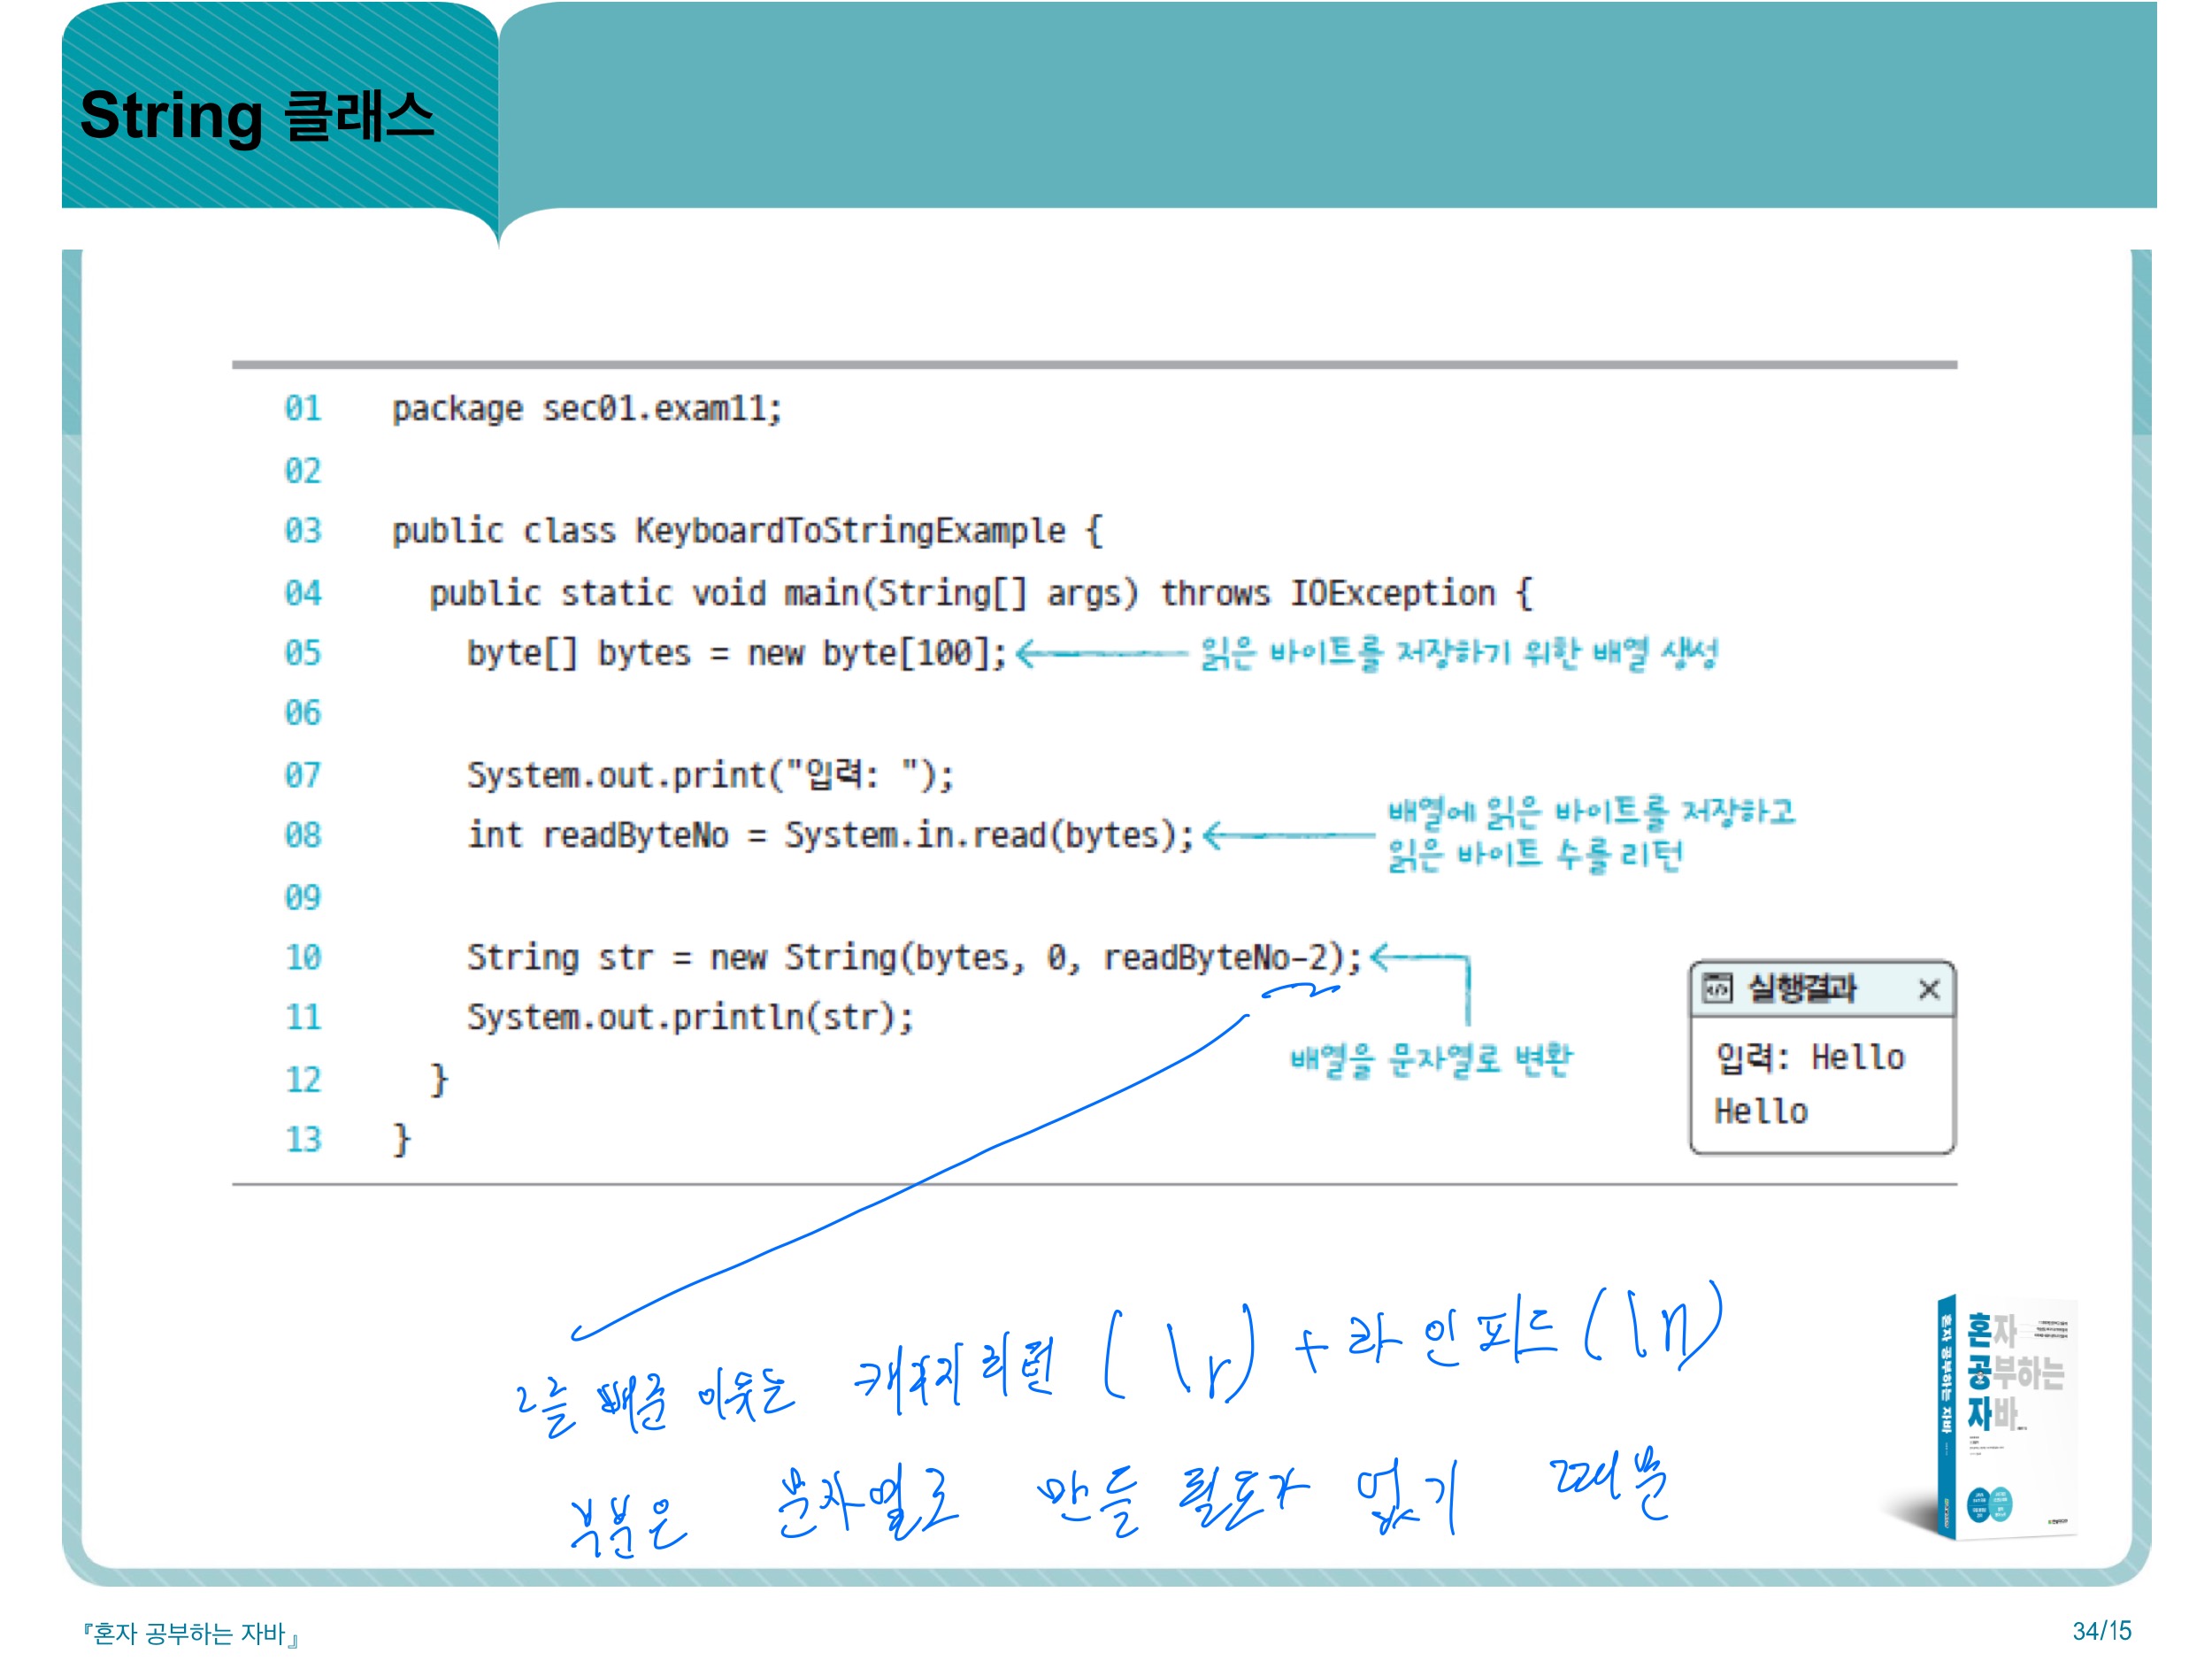 String 클래스
01 package sec01.exam11;
02
03 public class KeyboardToStringExample {
04 public static void main(String[] args) throws IOException {
05 byte[] bytes = new byte[100]; 읽은 바이트를 저장하기 위한 배열 생성
06
07 System.out.print("입력: ");
08 int readByteNo = System.in.read(bytes); 배열에 읽은 바이트를 저장하고
읽은 바이트 수를 리턴
09
10 String str = new String(bytes, 0, readByteNo-2);
11 System.out.println(str);
배열을 문자열로 변환
12 }
13 }
실행결과
입력: Hello
Hello
2를 빼준 이유는 캐리지리턴 (\r) + 라인피드 (\n)
부분은 문자열로 만들 필요가 없기 때문
혼자
공부하는
자바
혼자 공부하는 자바
『혼자 공부하는 자바』
34/15